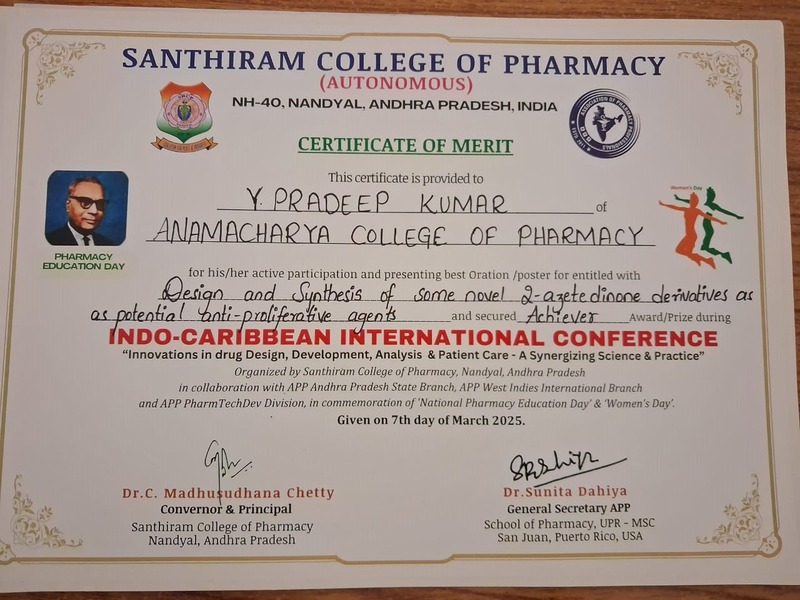 SANTHIRAM COLLEGE OF PHARMACY
(AUTONOMOUS)
NH-40, NANDYAL, ANDHRA PRADESH, INDIA
ASSOCIATION OF PHARMACY PROFESSIONALS
CERTIFICATE OF MERIT
This certificate is provided to
Y. PRADEEP KUMAR of
ANAMACHARYA COLLEGE OF PHARMACY
PHARMACY
EDUCATION DAY
Women's Day
for his/her active participation and presenting best Oration /poster for entitled with
Design and Synthesis of some novel 2-azetedinone derivatives as
as potential anti-proliferative agents and secured Achiever Award/Prize during
INDO-CARIBBEAN INTERNATIONAL CONFERENCE
“Innovations in drug Design, Development, Analysis & Patient Care - A Synergizing Science & Practice”
Organized by Santhiram College of Pharmacy, Nandyal, Andhra Pradesh
in collaboration with APP Andhra Pradesh State Branch, APP West Indies International Branch
and APP PharmTechDev Division, in commemoration of 'National Pharmacy Education Day' & 'Women's Day'.
Given on 7th day of March 2025.
Dr.C. Madhusudhana Chetty
Convernor & Principal
Santhiram College of Pharmacy
Nandyal, Andhra Pradesh
Dr.Sunita Dahiya
General Secretary APP
School of Pharmacy, UPR - MSC
San Juan, Puerto Rico, USA